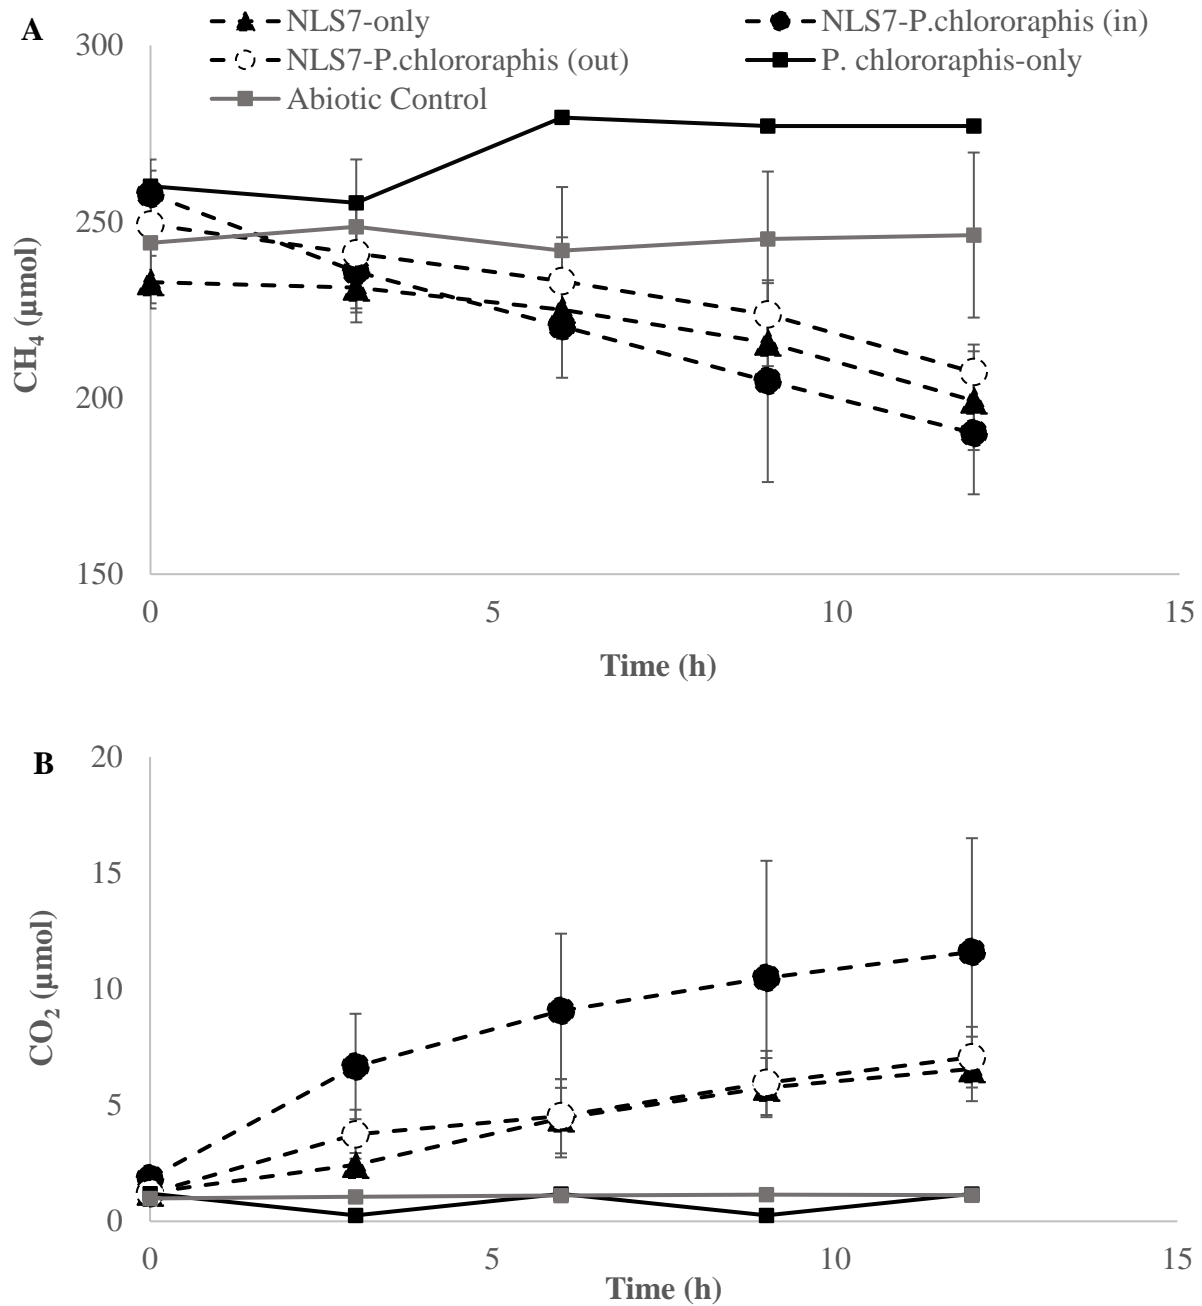 A
NLS7-only NLS7-P.chlororaphis (in)
NLS7-P.chlororaphis (out) P. chlororaphis-only
Abiotic Control
300
250
200
150
CH₄ (μmol)
0 5 10 15
Time (h)
B
20
15
10
5
0
CO₂ (μmol)
0 5 10 15
Time (h)